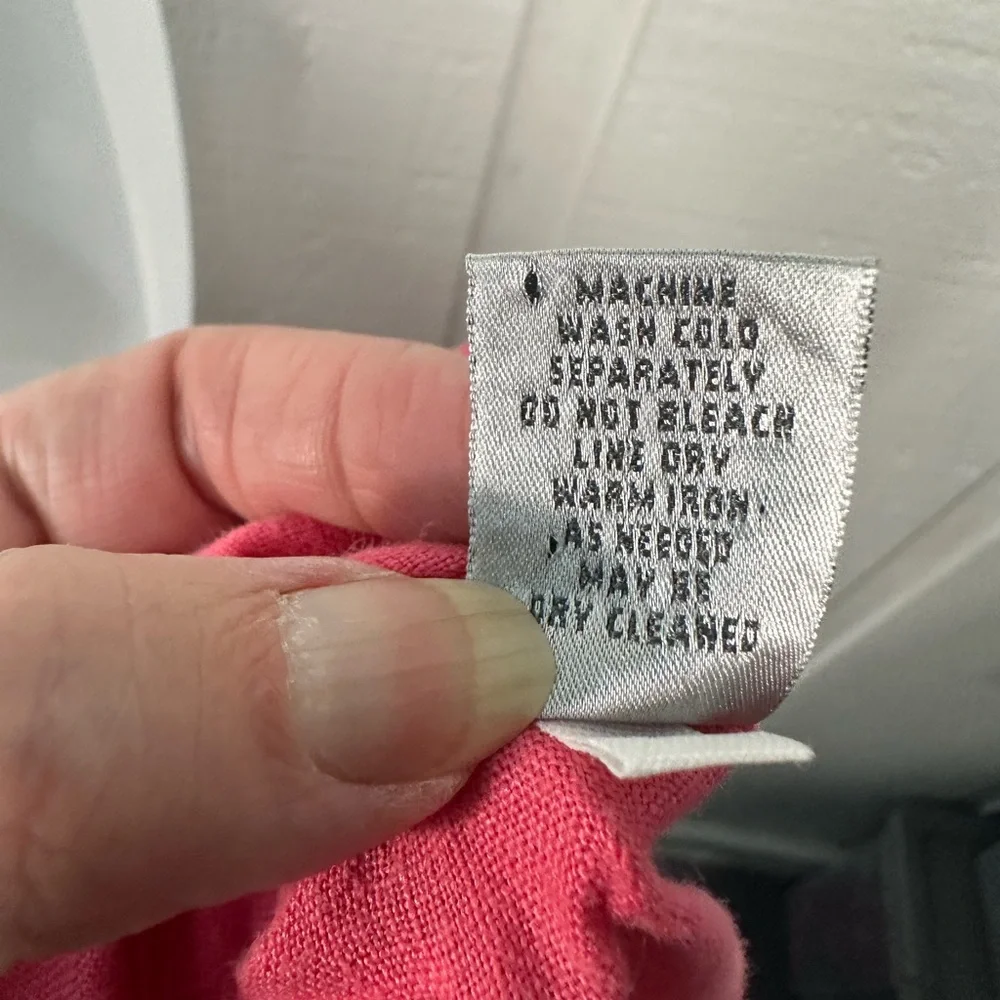 MACHINE
WASH COLD
SEPARATELY
DO NOT BLEACH
LINE DRY
WARM IRON
AS NEEDED
MAY BE
DRY CLEANED